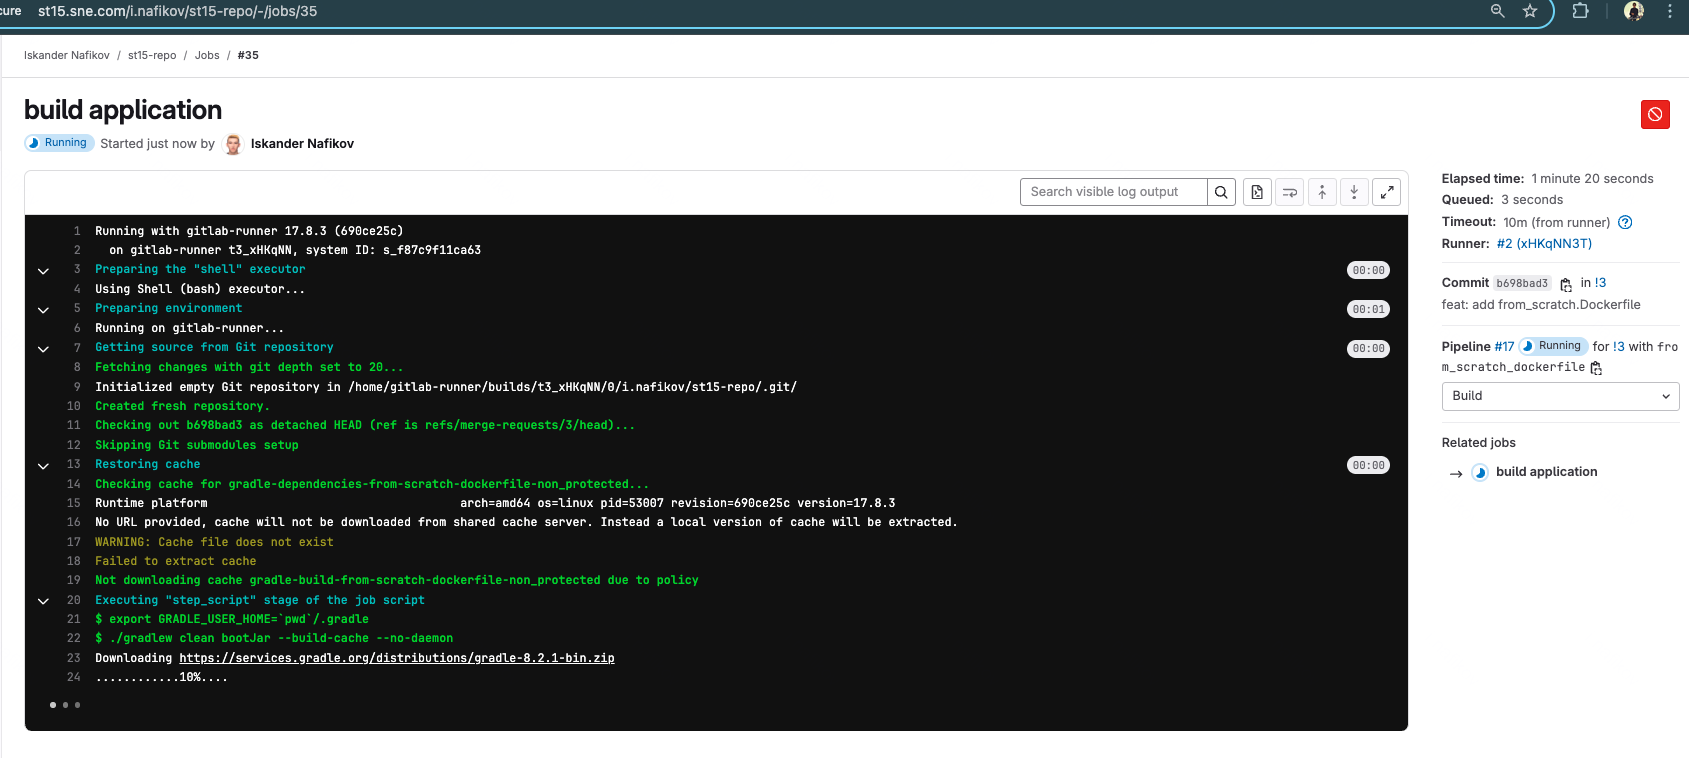 cure st15.sne.com/i.nafikov/st15-repo/-/jobs/35
Iskander Nafikov / st15-repo / Jobs / #35
build application
Running Started just now by Iskander Nafikov
Search visible log output
1 Running with gitlab-runner 17.8.3 (690ce25c)
2 on gitlab-runner t3_xHKqNN, system ID: s_f87c9f11ca63
3 Preparing the "shell" executor 00:00
4 Using Shell (bash) executor...
5 Preparing environment 00:01
6 Running on gitlab-runner...
7 Getting source from Git repository 00:00
8 Fetching changes with git depth set to 20...
9 Initialized empty Git repository in /home/gitlab-runner/builds/t3_xHKqNN/0/i.nafikov/st15-repo/.git/
10 Created fresh repository.
11 Checking out b698bad3 as detached HEAD (ref is refs/merge-requests/3/head)...
12 Skipping Git submodules setup
13 Restoring cache 00:00
14 Checking cache for gradle-dependencies-from-scratch-dockerfile-non_protected...
15 Runtime platform arch=amd64 os=linux pid=53007 revision=690ce25c version=17.8.3
16 No URL provided, cache will not be downloaded from shared cache server. Instead a local version of cache will be extracted.
17 WARNING: Cache file does not exist
18 Failed to extract cache
19 Not downloading cache gradle-build-from-scratch-dockerfile-non_protected due to policy
20 Executing "step_script" stage of the job script
21 $ export GRADLE_USER_HOME=`pwd`/.gradle
22 $ ./gradlew clean bootJar --build-cache --no-daemon
23 Downloading https://services.gradle.org/distributions/gradle-8.2.1-bin.zip
24 ............10%....
Elapsed time: 1 minute 20 seconds
Queued: 3 seconds
Timeout: 10m (from runner)
Runner: #2 (xHKqNN3T)
Commit b698bad3 in !3
feat: add from_scratch.Dockerfile
Pipeline #17 Running for !3 with fro
m_scratch_dockerfile
Build
Related jobs
→ build application